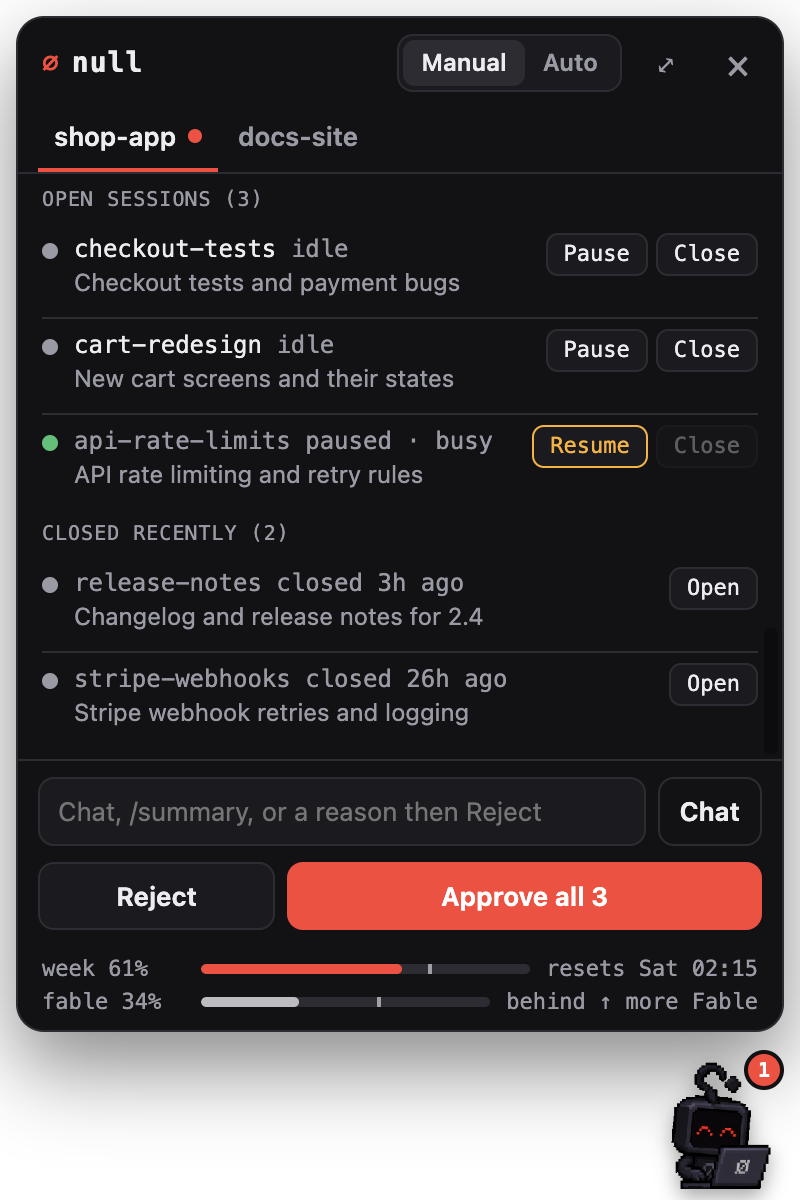 ø null
Manual Auto
shop-app docs-site
OPEN SESSIONS (3)
checkout-tests idle Pause Close
Checkout tests and payment bugs
cart-redesign idle Pause Close
New cart screens and their states
api-rate-limits paused · busy Resume Close
API rate limiting and retry rules
CLOSED RECENTLY (2)
release-notes closed 3h ago Open
Changelog and release notes for 2.4
stripe-webhooks closed 26h ago Open
Stripe webhook retries and logging
Chat, /summary, or a reason then Reject Chat
Reject Approve all 3
week 61% resets Sat 02:15
fable 34% behind ↑ more Fable
1
ø